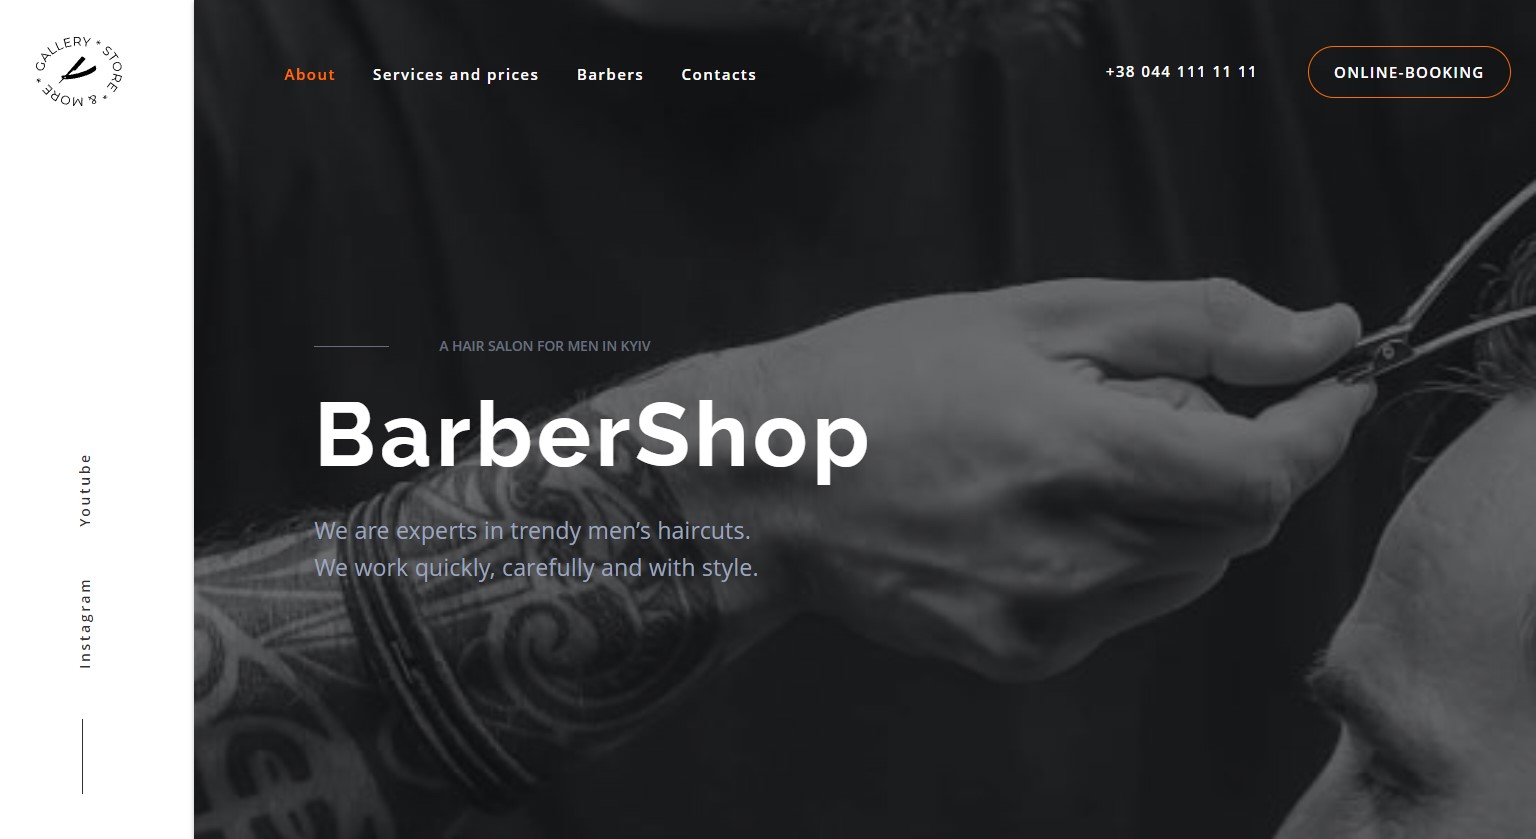 GALLERY * STORE * & MORE *
About
Services and prices
Barbers
Contacts
+38 044 111 11 11
ONLINE-BOOKING
A HAIR SALON FOR MEN IN KYIV
BarberShop
We are experts in trendy men’s haircuts.
We work quickly, carefully and with style.
Youtube
Instagram